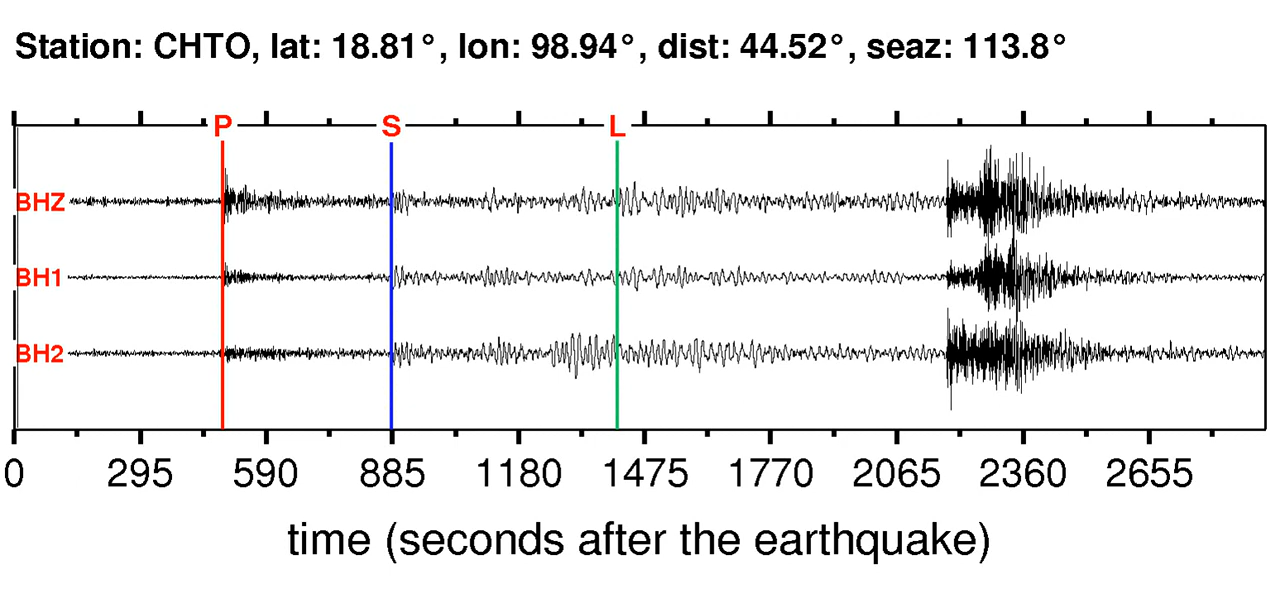 Station: CHTO, lat: 18.81°, lon: 98.94°, dist: 44.52°, seaz: 113.8°
P S L
BHZ
BH1
BH2
0 295 590 885 1180 1475 1770 2065 2360 2655
time (seconds after the earthquake)